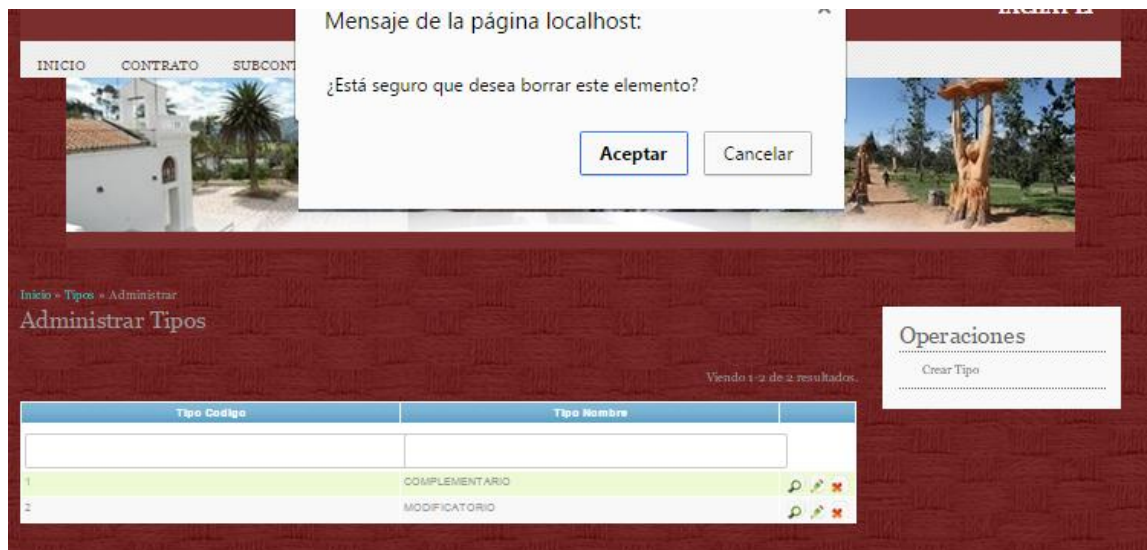 Mensaje de la página localhost:
INICIO CONTRATO
¿Está seguro que desea borrar este elemento?
Aceptar Cancelar
Inicio » Tipos » Administrar
Administrar Tipos
Operaciones
Crear Tipo
Viendo 1-2 de 2 resultados.
Tipo Codigo Tipo Nombre
1 COMPLEMENTARIO
2 MODIFICATORIO